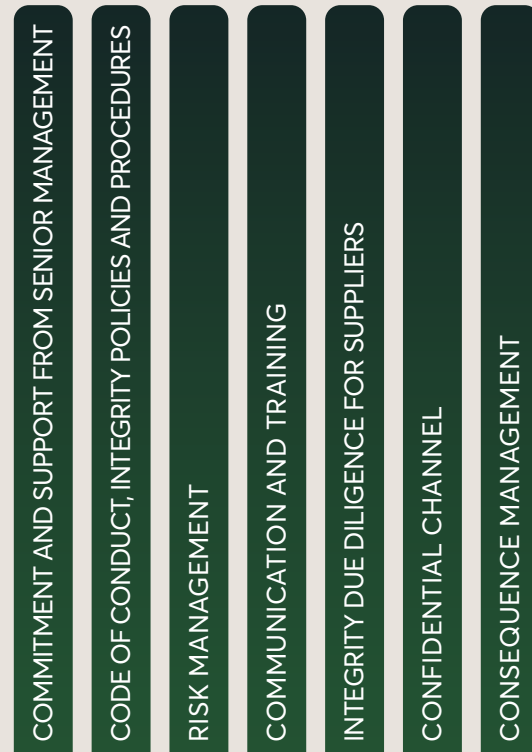 COMMITMENT AND SUPPORT FROM SENIOR MANAGEMENT
CODE OF CONDUCT, INTEGRITY POLICIES AND PROCEDURES
RISK MANAGEMENT
COMMUNICATION AND TRAINING
INTEGRITY DUE DILIGENCE FOR SUPPLIERS
CONFIDENTIAL CHANNEL
CONSEQUENCE MANAGEMENT